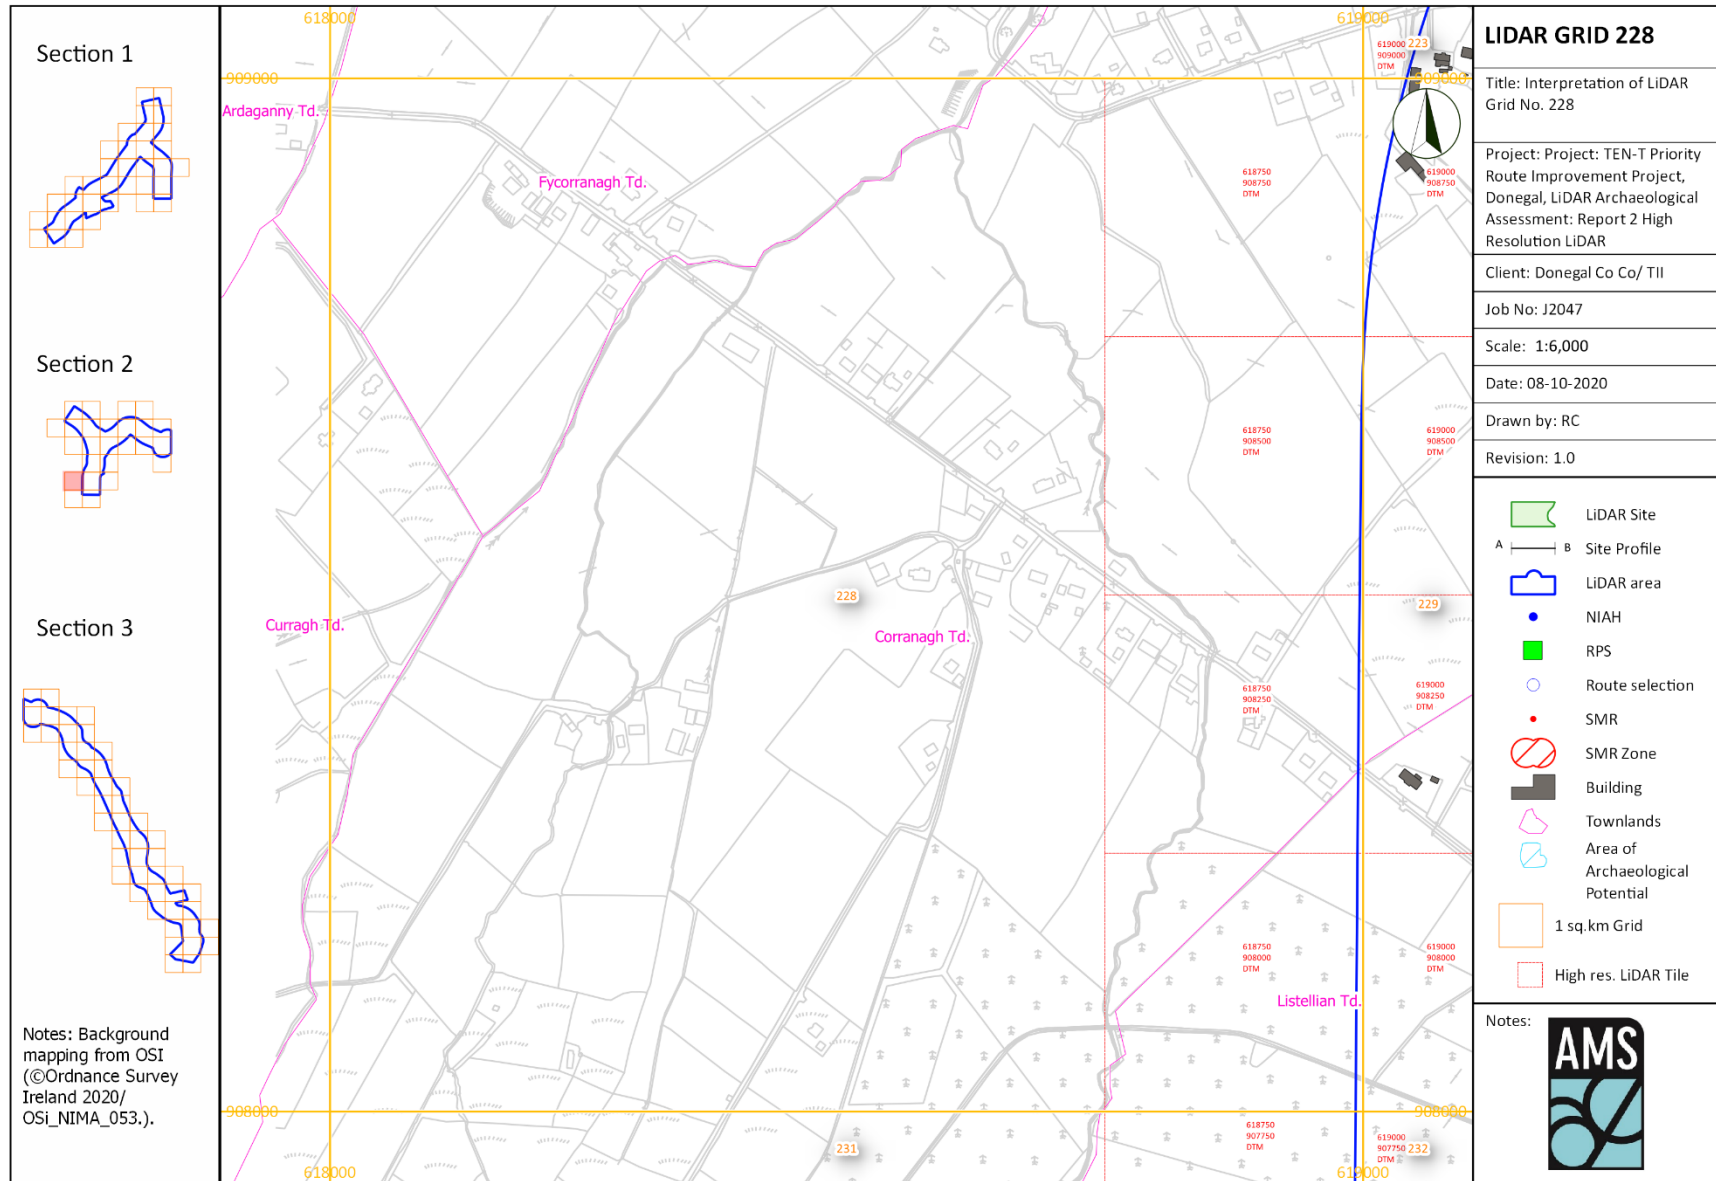 Section 1
Section 2
Section 3
Notes: Background
mapping from OSI
(©Ordnance Survey
Ireland 2020/
OSi_NIMA_053.).
618000
619000
909000
909000
619000
909000
DTM
223
Ardaganny Td.
Fycorranagh Td.
618750
908750
DTM
619000
908750
DTM
618750
908500
DTM
619000
908500
DTM
228
229
Curragh Td.
Corranagh Td.
618750
908250
DTM
619000
908250
DTM
618750
908000
DTM
619000
908000
DTM
Listellian Td.
908000
908000
618750
907750
DTM
619000
907750
DTM
231
232
618000
619000
LIDAR GRID 228
Title: Interpretation of LiDAR
Grid No. 228
Project: Project: TEN-T Priority
Route Improvement Project,
Donegal, LiDAR Archaeological
Assessment: Report 2 High
Resolution LiDAR
Client: Donegal Co Co/ TII
Job No: J2047
Scale: 1:6,000
Date: 08-10-2020
Drawn by: RC
Revision: 1.0
LiDAR Site
A B Site Profile
LiDAR area
NIAH
RPS
Route selection
SMR
SMR Zone
Building
Townlands
Area of
Archaeological
Potential
1 sq.km Grid
High res. LiDAR Tile
Notes:
AMS